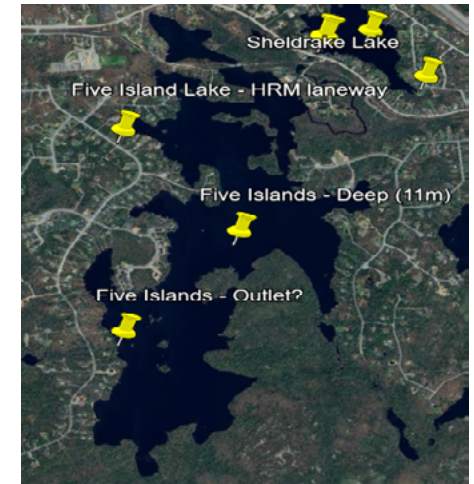 Sheldrake Lake
Five Island Lake - HRM laneway
Five Islands - Deep (11m)
Five Islands - Outlet?